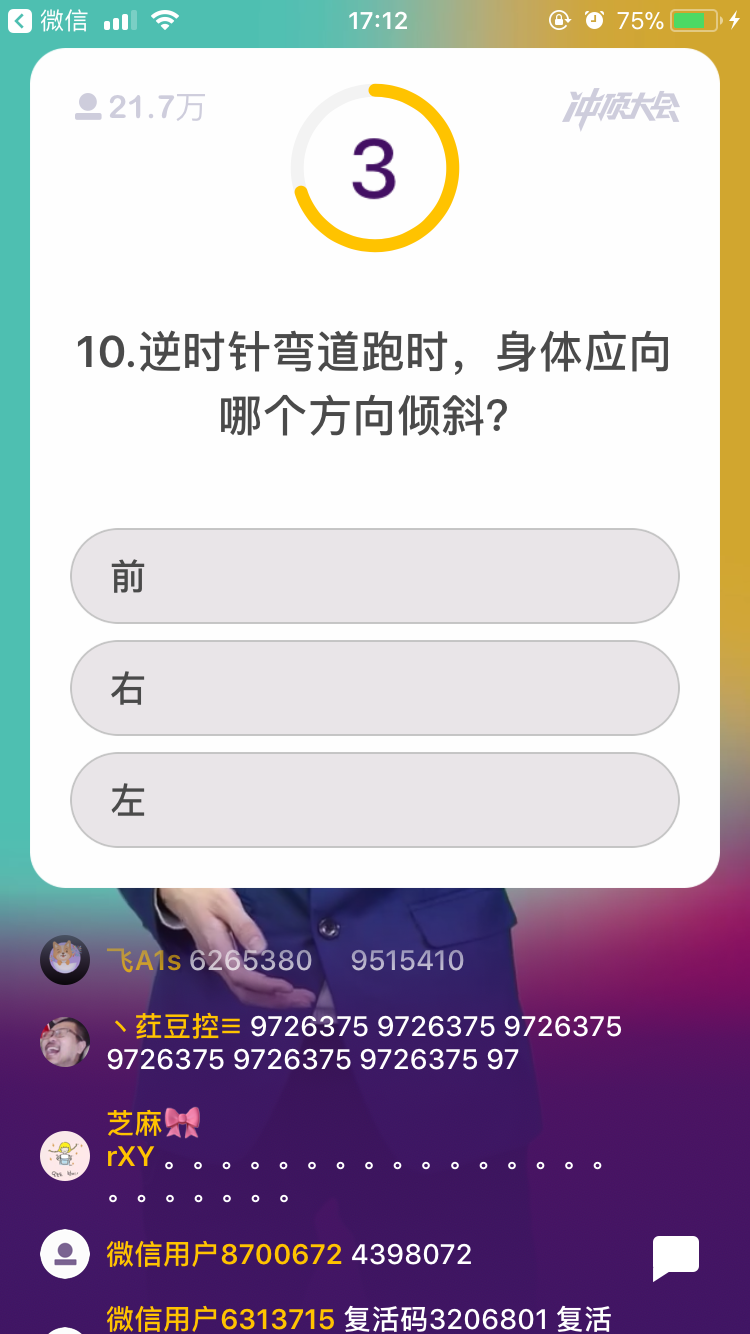 微信 17:12 75%
21.7万
冲顶大会
3
10.逆时针弯道跑时，身体应向
哪个方向倾斜?
前
右
左
飞A1s 6265380 9515410
丶荭豆控≡ 9726375 9726375 9726375
9726375 9726375 9726375 97
芝麻🎀
rXY 。。。。。。。。。。。。。。。。
。。。。。。。
微信用户8700672 4398072
微信用户6313715 复活码3206801 复活